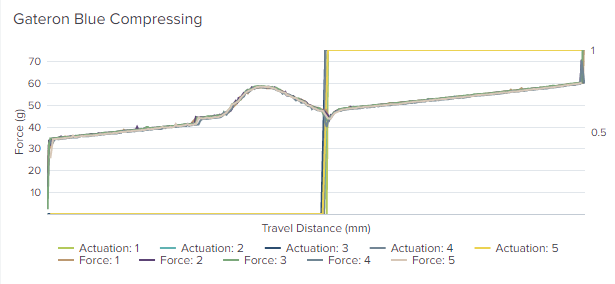 Gateron Blue Compressing
70
60
50
40
30
20
10
Force (g)
1
0.5
Travel Distance (mm)
Actuation: 1 Actuation: 2 Actuation: 3 Actuation: 4 Actuation: 5
Force: 1 Force: 2 Force: 3 Force: 4 Force: 5